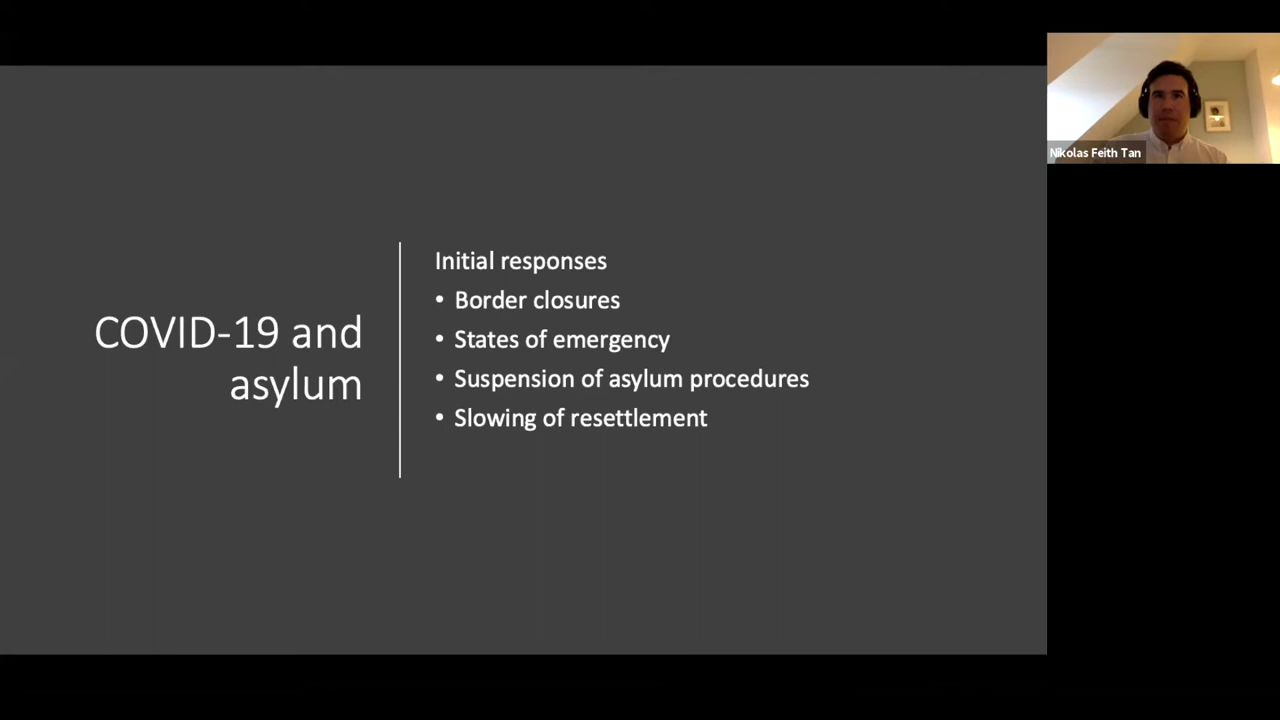 COVID-19 and
asylum
Initial responses
• Border closures
• States of emergency
• Suspension of asylum procedures
• Slowing of resettlement
Nikolas Feith Tan